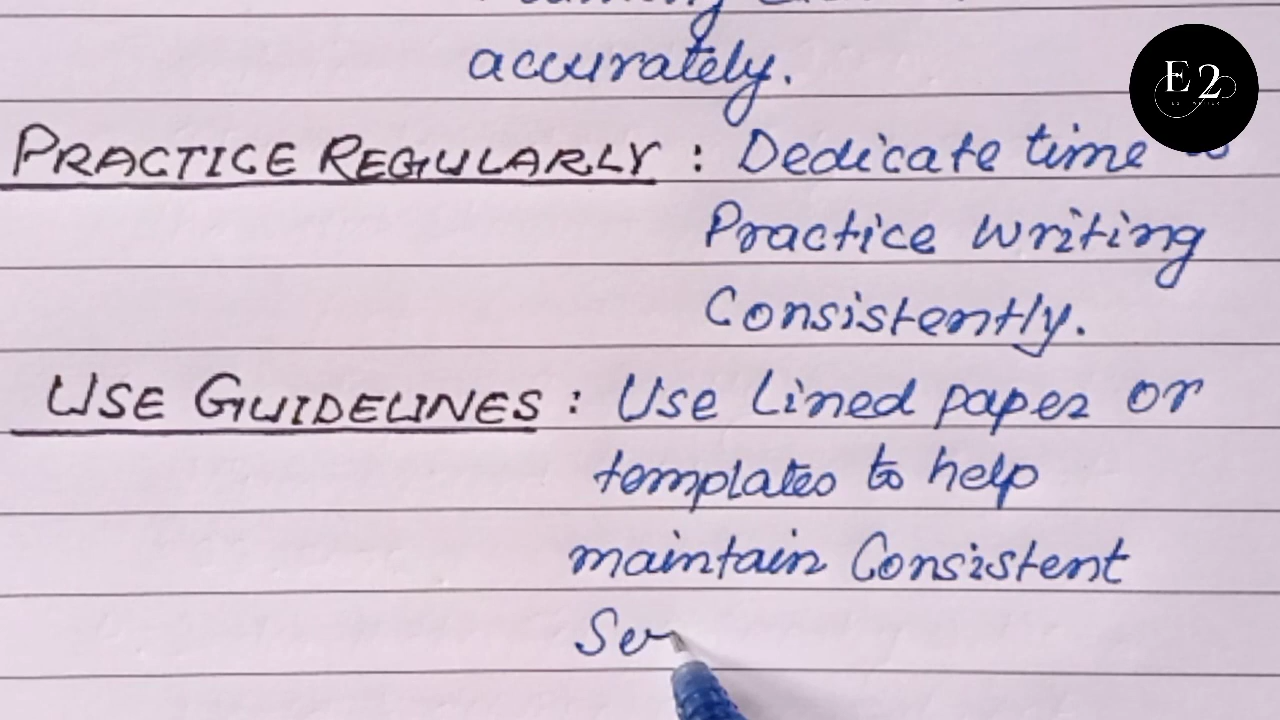 accurately.
E2
PRACTICE REGULARLY : Dedicate time
Practice writing
Consistently.
USE GUIDELINES : Use Lined paper or
templates to help
maintain Consistent